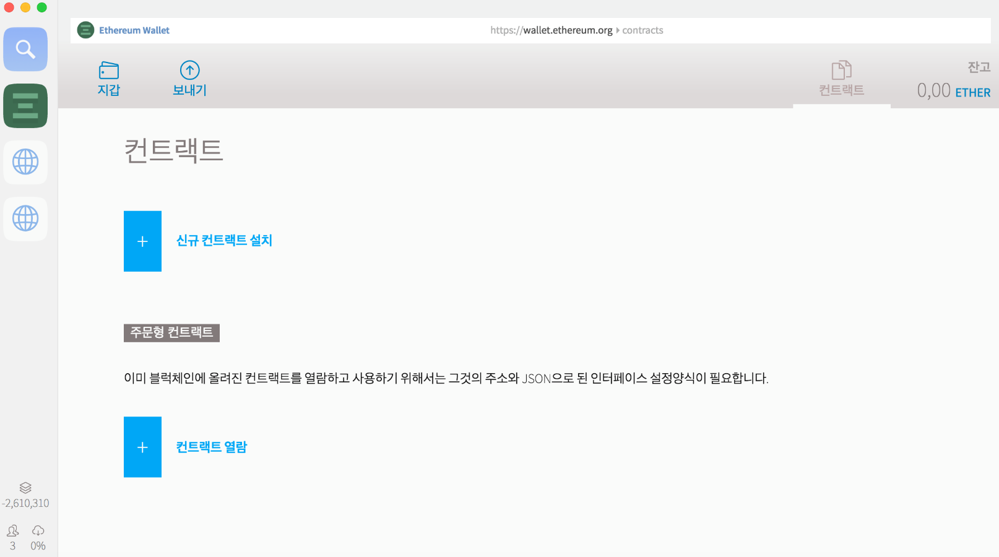 Ethereum Wallet
https://wallet.ethereum.org ▸ contracts
지갑
보내기
컨트랙트
잔고
0,00 ETHER
컨트랙트
+ 신규 컨트랙트 설치
주문형 컨트랙트
이미 블럭체인에 올려진 컨트랙트를 열람하고 사용하기 위해서는 그것의 주소와 JSON으로 된 인터페이스 설정양식이 필요합니다.
+ 컨트랙트 열람
-2,610,310
3
0%